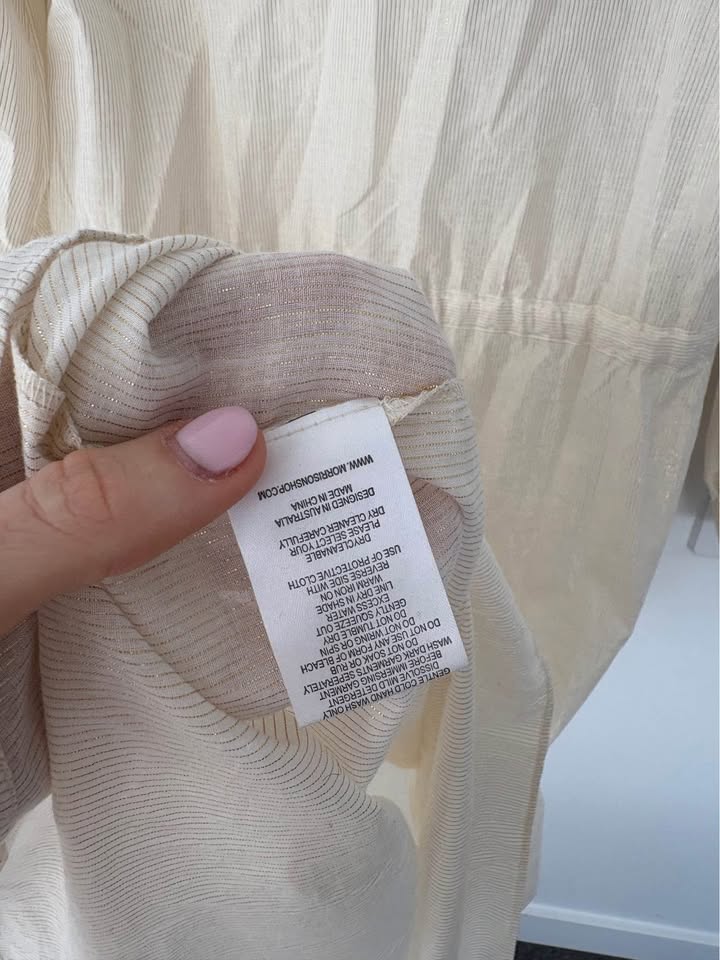 GENTLE COLD HAND WASH ONLY
DISSOLVE MILD DETERGENT
BEFORE IMMERSING GARMENT
WASH DARK GARMENTS SEPERATELY
DO NOT SOAK OR RUB
DO NOT USE ANY FORM OF BLEACH
DO NOT WRING OR SPIN
DO NOT TUMBLE DRY
GENTLY SQUEEZE OUT
EXCESS WATER
LINE DRY IN SHADE
WARM IRON ON
REVERSE SIDE WITH
USE OF PROTECTIVE CLOTH
DRYCLEANABLE
PLEASE SELECT YOUR
DRY CLEANER CAREFULLY
DESIGNED IN AUSTRALIA
MADE IN CHINA
WWW.MORRISONSHOP.COM